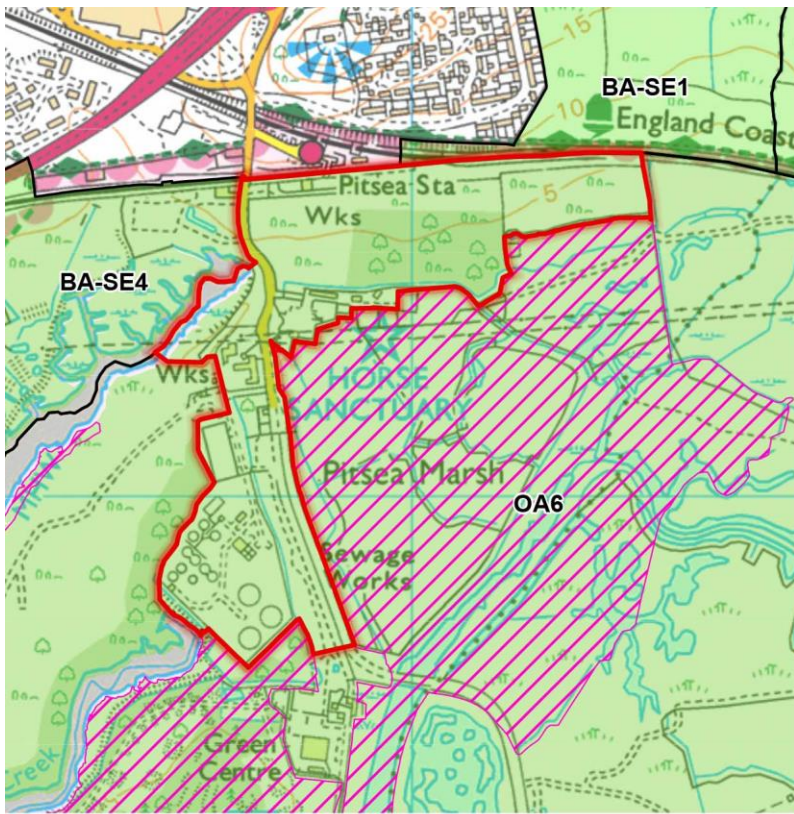 25
15
BA-SE1
10
England Coast
Pitsea Sta
Wks
5
BA-SE4
Wks
HORSE
SANCTUARY
Pitsea Marsh
OA6
Sewage
Works
Green
Centre
Creek